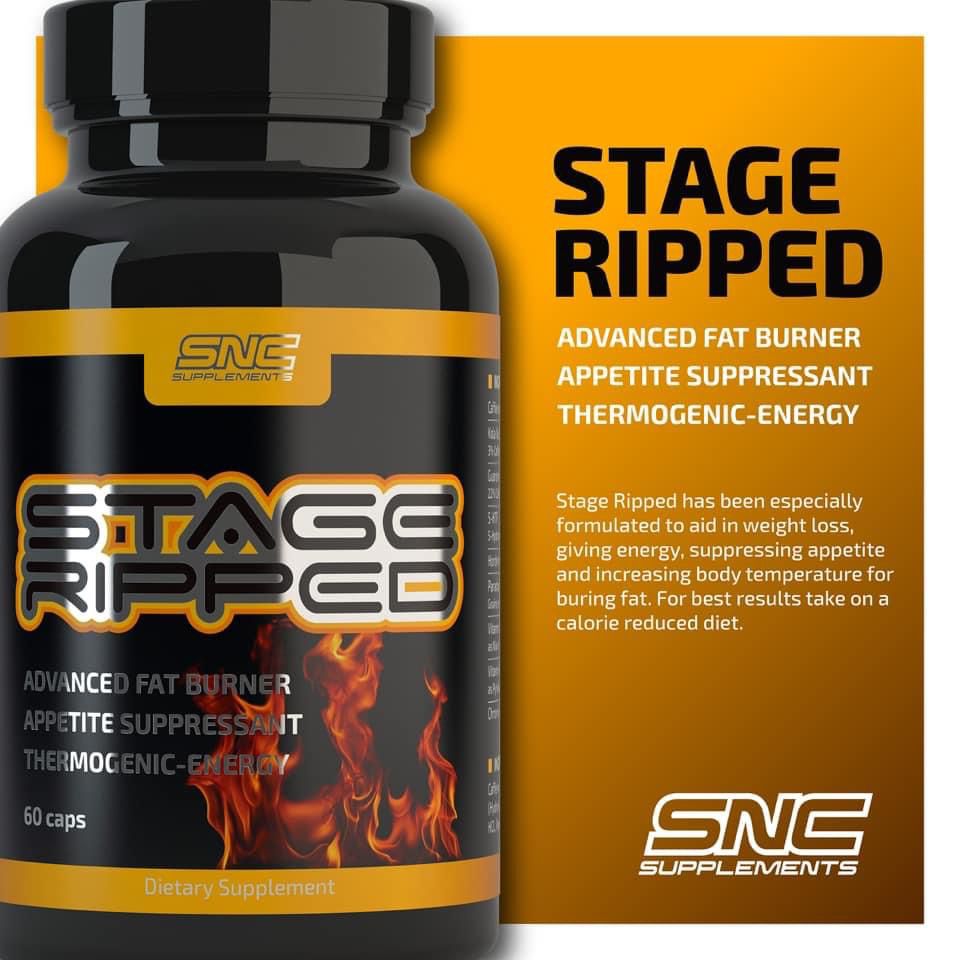 SNC
SUPPLEMENTS
STAGE
RIPPED
ADVANCED FAT BURNER
APPETITE SUPPRESSANT
THERMOGENIC-ENERGY
60 caps
Dietary Supplement
STAGE
RIPPED
ADVANCED FAT BURNER
APPETITE SUPPRESSANT
THERMOGENIC-ENERGY
Stage Ripped has been especially
formulated to aid in weight loss,
giving energy, suppressing appetite
and increasing body temperature for
buring fat. For best results take on a
calorie reduced diet.
SNC
SUPPLEMENTS